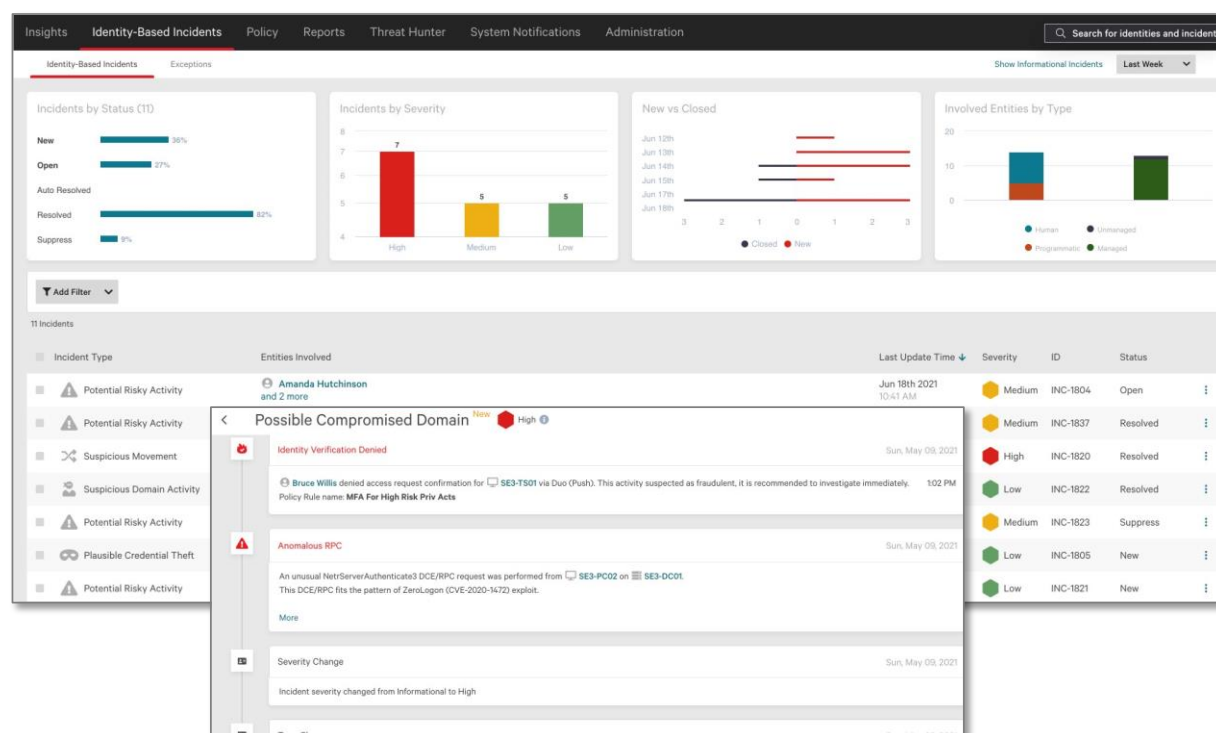 Insights Identity-Based Incidents Policy Reports Threat Hunter System Notifications Administration Search for identities and incident
Identity-Based Incidents Exceptions Show Informational Incidents Last Week
Incidents by Status (11)
New 36%
Open 27%
Auto Resolved
Resolved 82%
Suppress 9%
Incidents by Severity
8
7
6
5
4
7
5
5
High Medium Low
New vs Closed
Jun 12th
Jun 13th
Jun 14th
Jun 15th
Jun 17th
Jun 18th
3 2 1 0 1 2 3
Closed New
Involved Entities by Type
20
10
0
Human Unmanaged
Programmatic Managed
Add Filter
11 Incidents
Incident Type Entities Involved Last Update Time Severity ID Status
Potential Risky Activity Amanda Hutchinson Jun 18th 2021 Medium INC-1804 Open
and 2 more 10:41 AM
Potential Risky Activity Medium INC-1837 Resolved
Suspicious Movement High INC-1820 Resolved
Suspicious Domain Activity Low INC-1822 Resolved
Potential Risky Activity Medium INC-1823 Suppress
Plausible Credential Theft Low INC-1805 New
Potential Risky Activity Low INC-1821 New
Possible Compromised Domain New High
Identity Verification Denied Sun, May 09, 2021
Bruce Willis denied access request confirmation for SE3-TS01 via Duo (Push). This activity suspected as fraudulent, it is recommended to investigate immediately. 1:02 PM
Policy Rule name: MFA For High Risk Priv Acts
Anomalous RPC Sun, May 09, 2021
An unusual NetrServerAuthenticate3 DCE/RPC request was performed from SE3-PC02 on SE3-DC01.
This DCE/RPC fits the pattern of ZeroLogon (CVE-2020-1472) exploit.
More
Severity Change Sun, May 09, 2021
Incident severity changed from Informational to High